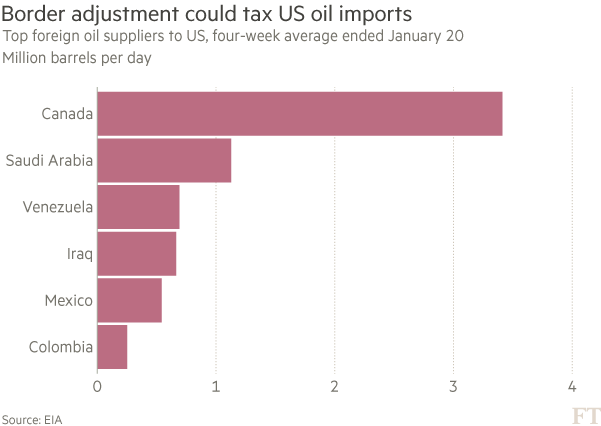 Border adjustment could tax US oil imports
Top foreign oil suppliers to US, four-week average ended January 20
Million barrels per day
Canada
Saudi Arabia
Venezuela
Iraq
Mexico
Colombia
0 1 2 3 4
Source: EIA
FT